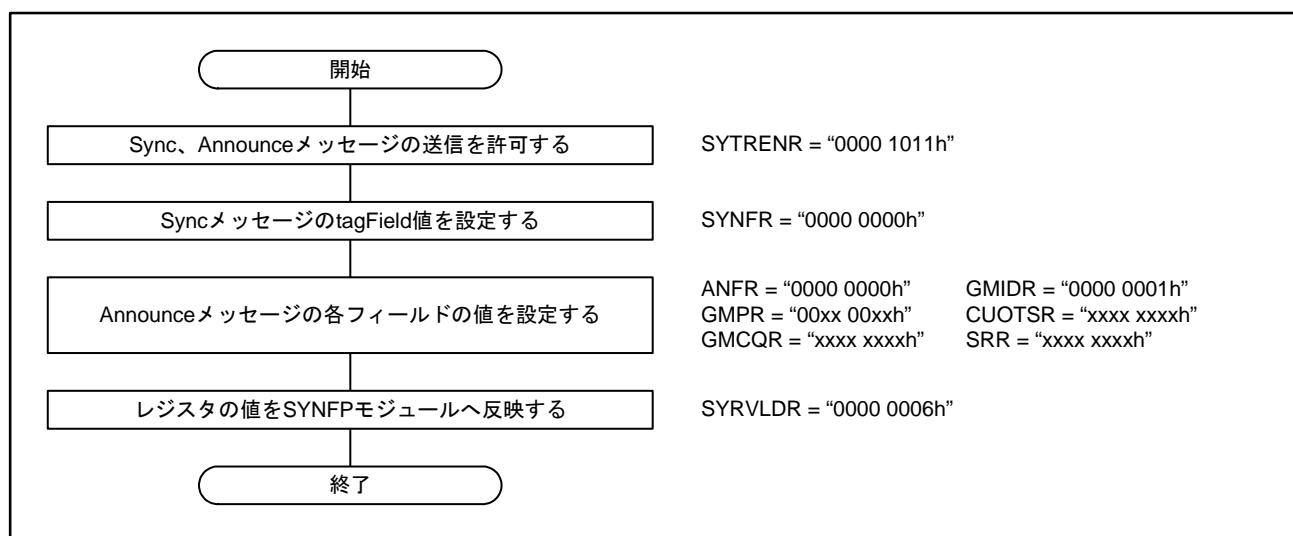 開始
Sync、Announceメッセージの送信を許可する
SYTRENR = “0000 1011h”
SyncメッセージのtagField値を設定する
SYNFR = “0000 0000h”
Announceメッセージの各フィールドの値を設定する
ANFR = “0000 0000h” GMIDR = “0000 0001h”
GMPR = “00xx 00xxh” CUOTSR = “xxxx xxxxh”
GMCQR = “xxxx xxxxh” SRR = “xxxx xxxxh”
レジスタの値をSYNFPモジュールへ反映する
SYRVLDR = “0000 0006h”
終了